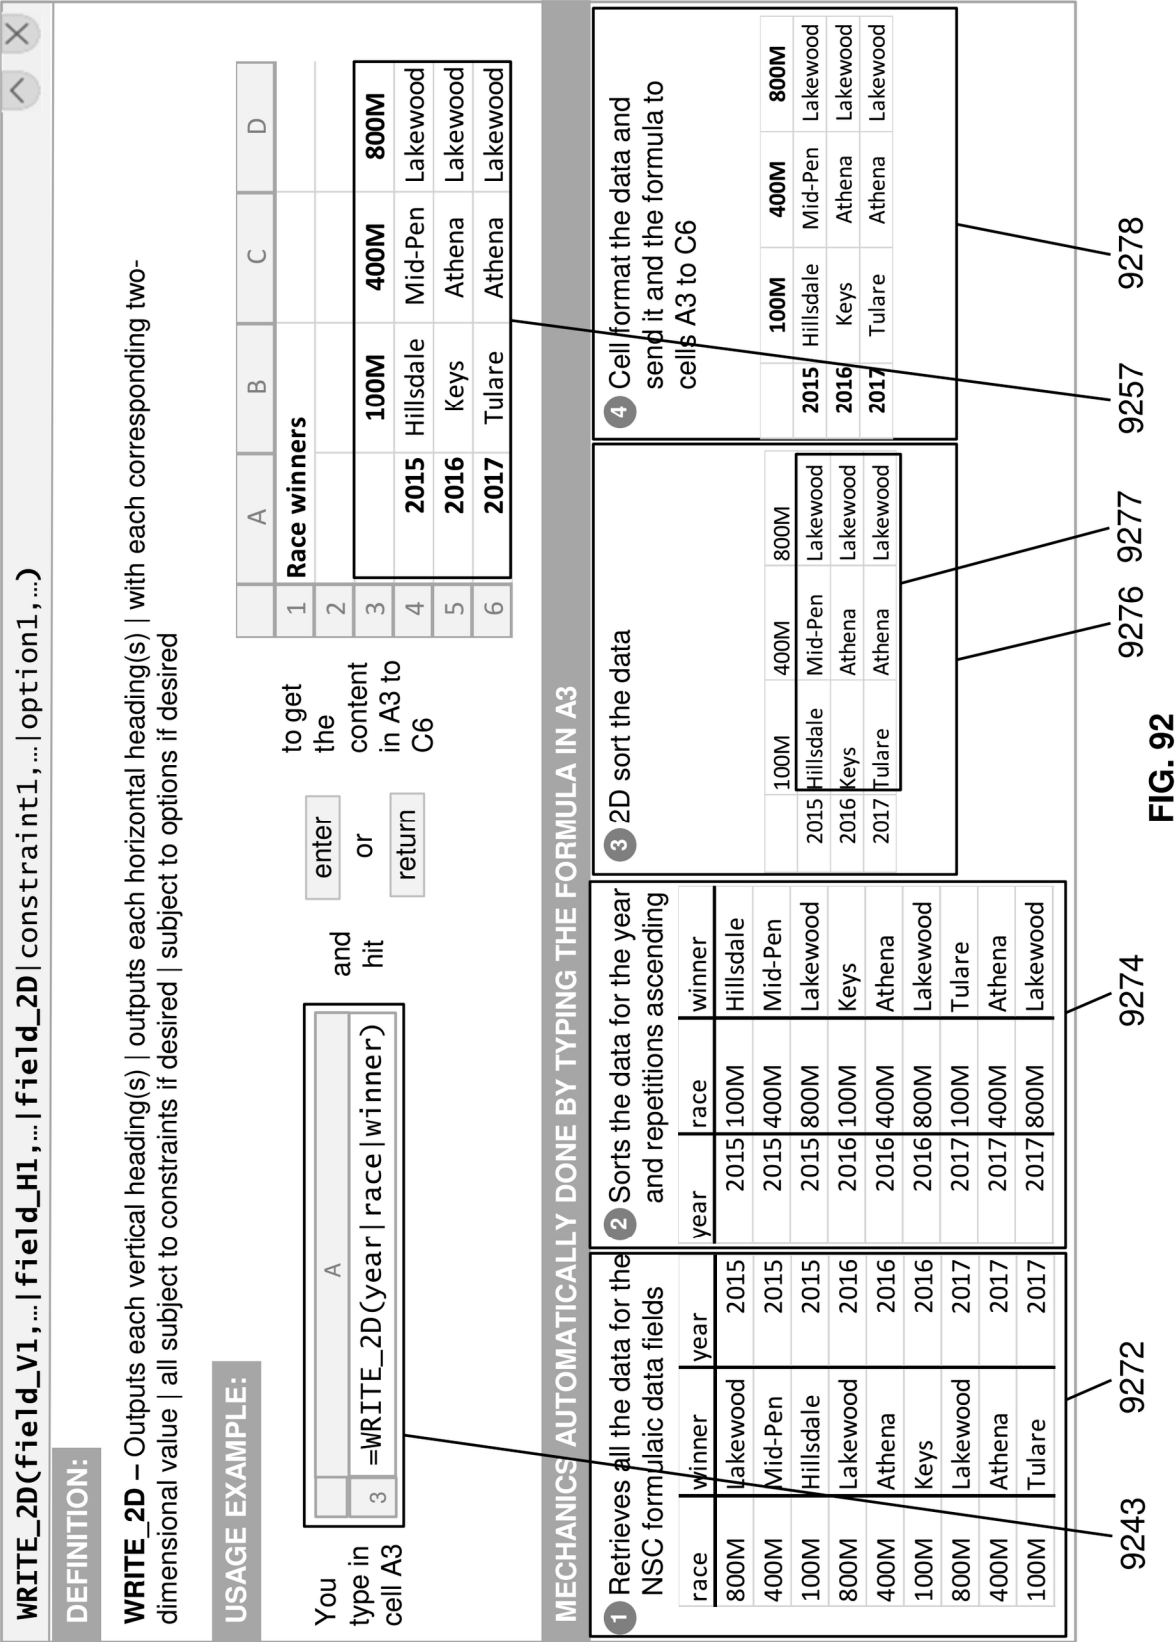 WRITE_2D(field_V1,…|field_H1,…|field_2D|constraint1,…|option1,…)
DEFINITION:
WRITE_2D – Outputs each vertical heading(s) | outputs each horizontal heading(s) | with each corresponding two-
dimensional value | all subject to constraints if desired | subject to options if desired
USAGE EXAMPLE:
You
type in
cell A3
A
3 =WRITE_2D(year|race|winner)
and
hit
enter
or
return
to get
the
content
in A3 to
C6
A B C D
1 Race winners
2
3 100M 400M 800M
4 2015 Hillsdale Mid-Pen Lakewood
5 2016 Keys Athena Lakewood
6 2017 Tulare Athena Lakewood
MECHANICS AUTOMATICALLY DONE BY TYPING THE FORMULA IN A3
1 Retrieves all the data for the
NSC formulaic data fields
race winner year
800M Lakewood 2015
400M Mid-Pen 2015
100M Hillsdale 2015
800M Lakewood 2016
400M Athena 2016
100M Keys 2016
800M Lakewood 2017
400M Athena 2017
100M Tulare 2017
2 Sorts the data for the year
and repetitions ascending
year race winner
2015 100M Hillsdale
2015 400M Mid-Pen
2015 800M Lakewood
2016 100M Keys
2016 400M Athena
2016 800M Lakewood
2017 100M Tulare
2017 400M Athena
2017 800M Lakewood
3 2D sort the data
100M 400M 800M
2015 Hillsdale Mid-Pen Lakewood
2016 Keys Athena Lakewood
2017 Tulare Athena Lakewood
4 Cell format the data and
send it and the formula to
cells A3 to C6
100M 400M 800M
2015 Hillsdale Mid-Pen Lakewood
2016 Keys Athena Lakewood
2017 Tulare Athena Lakewood
9243 9272 9274 9276 9277 9257 9278
FIG. 92